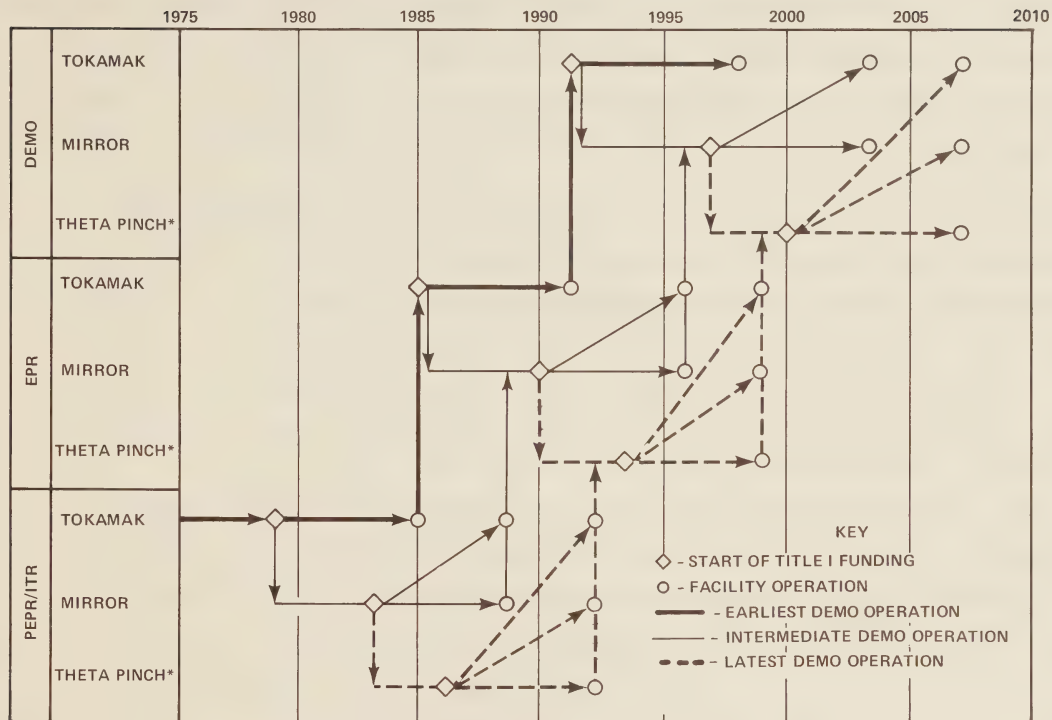 1975 1980 1985 1990 1995 2000 2005 2010
DEMO
TOKAMAK
MIRROR
THETA PINCH*
EPR
TOKAMAK
MIRROR
THETA PINCH*
PEPR/ITR
TOKAMAK
MIRROR
THETA PINCH*
KEY
- START OF TITLE I FUNDING
- FACILITY OPERATION
- EARLIEST DEMO OPERATION
- INTERMEDIATE DEMO OPERATION
- LATEST DEMO OPERATION